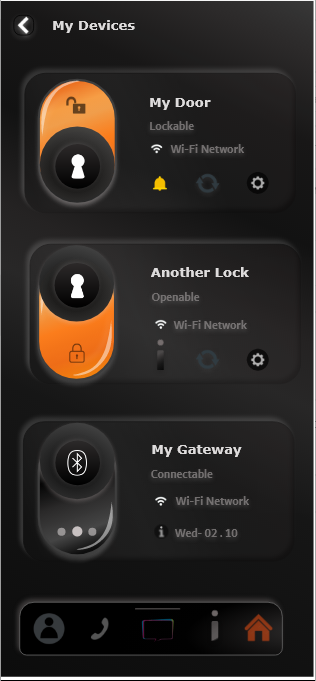 My Devices
My Door
Lockable
Wi-Fi Network
Another Lock
Openable
Wi-Fi Network
My Gateway
Connectable
Wi-Fi Network
Wed- 02 . 10